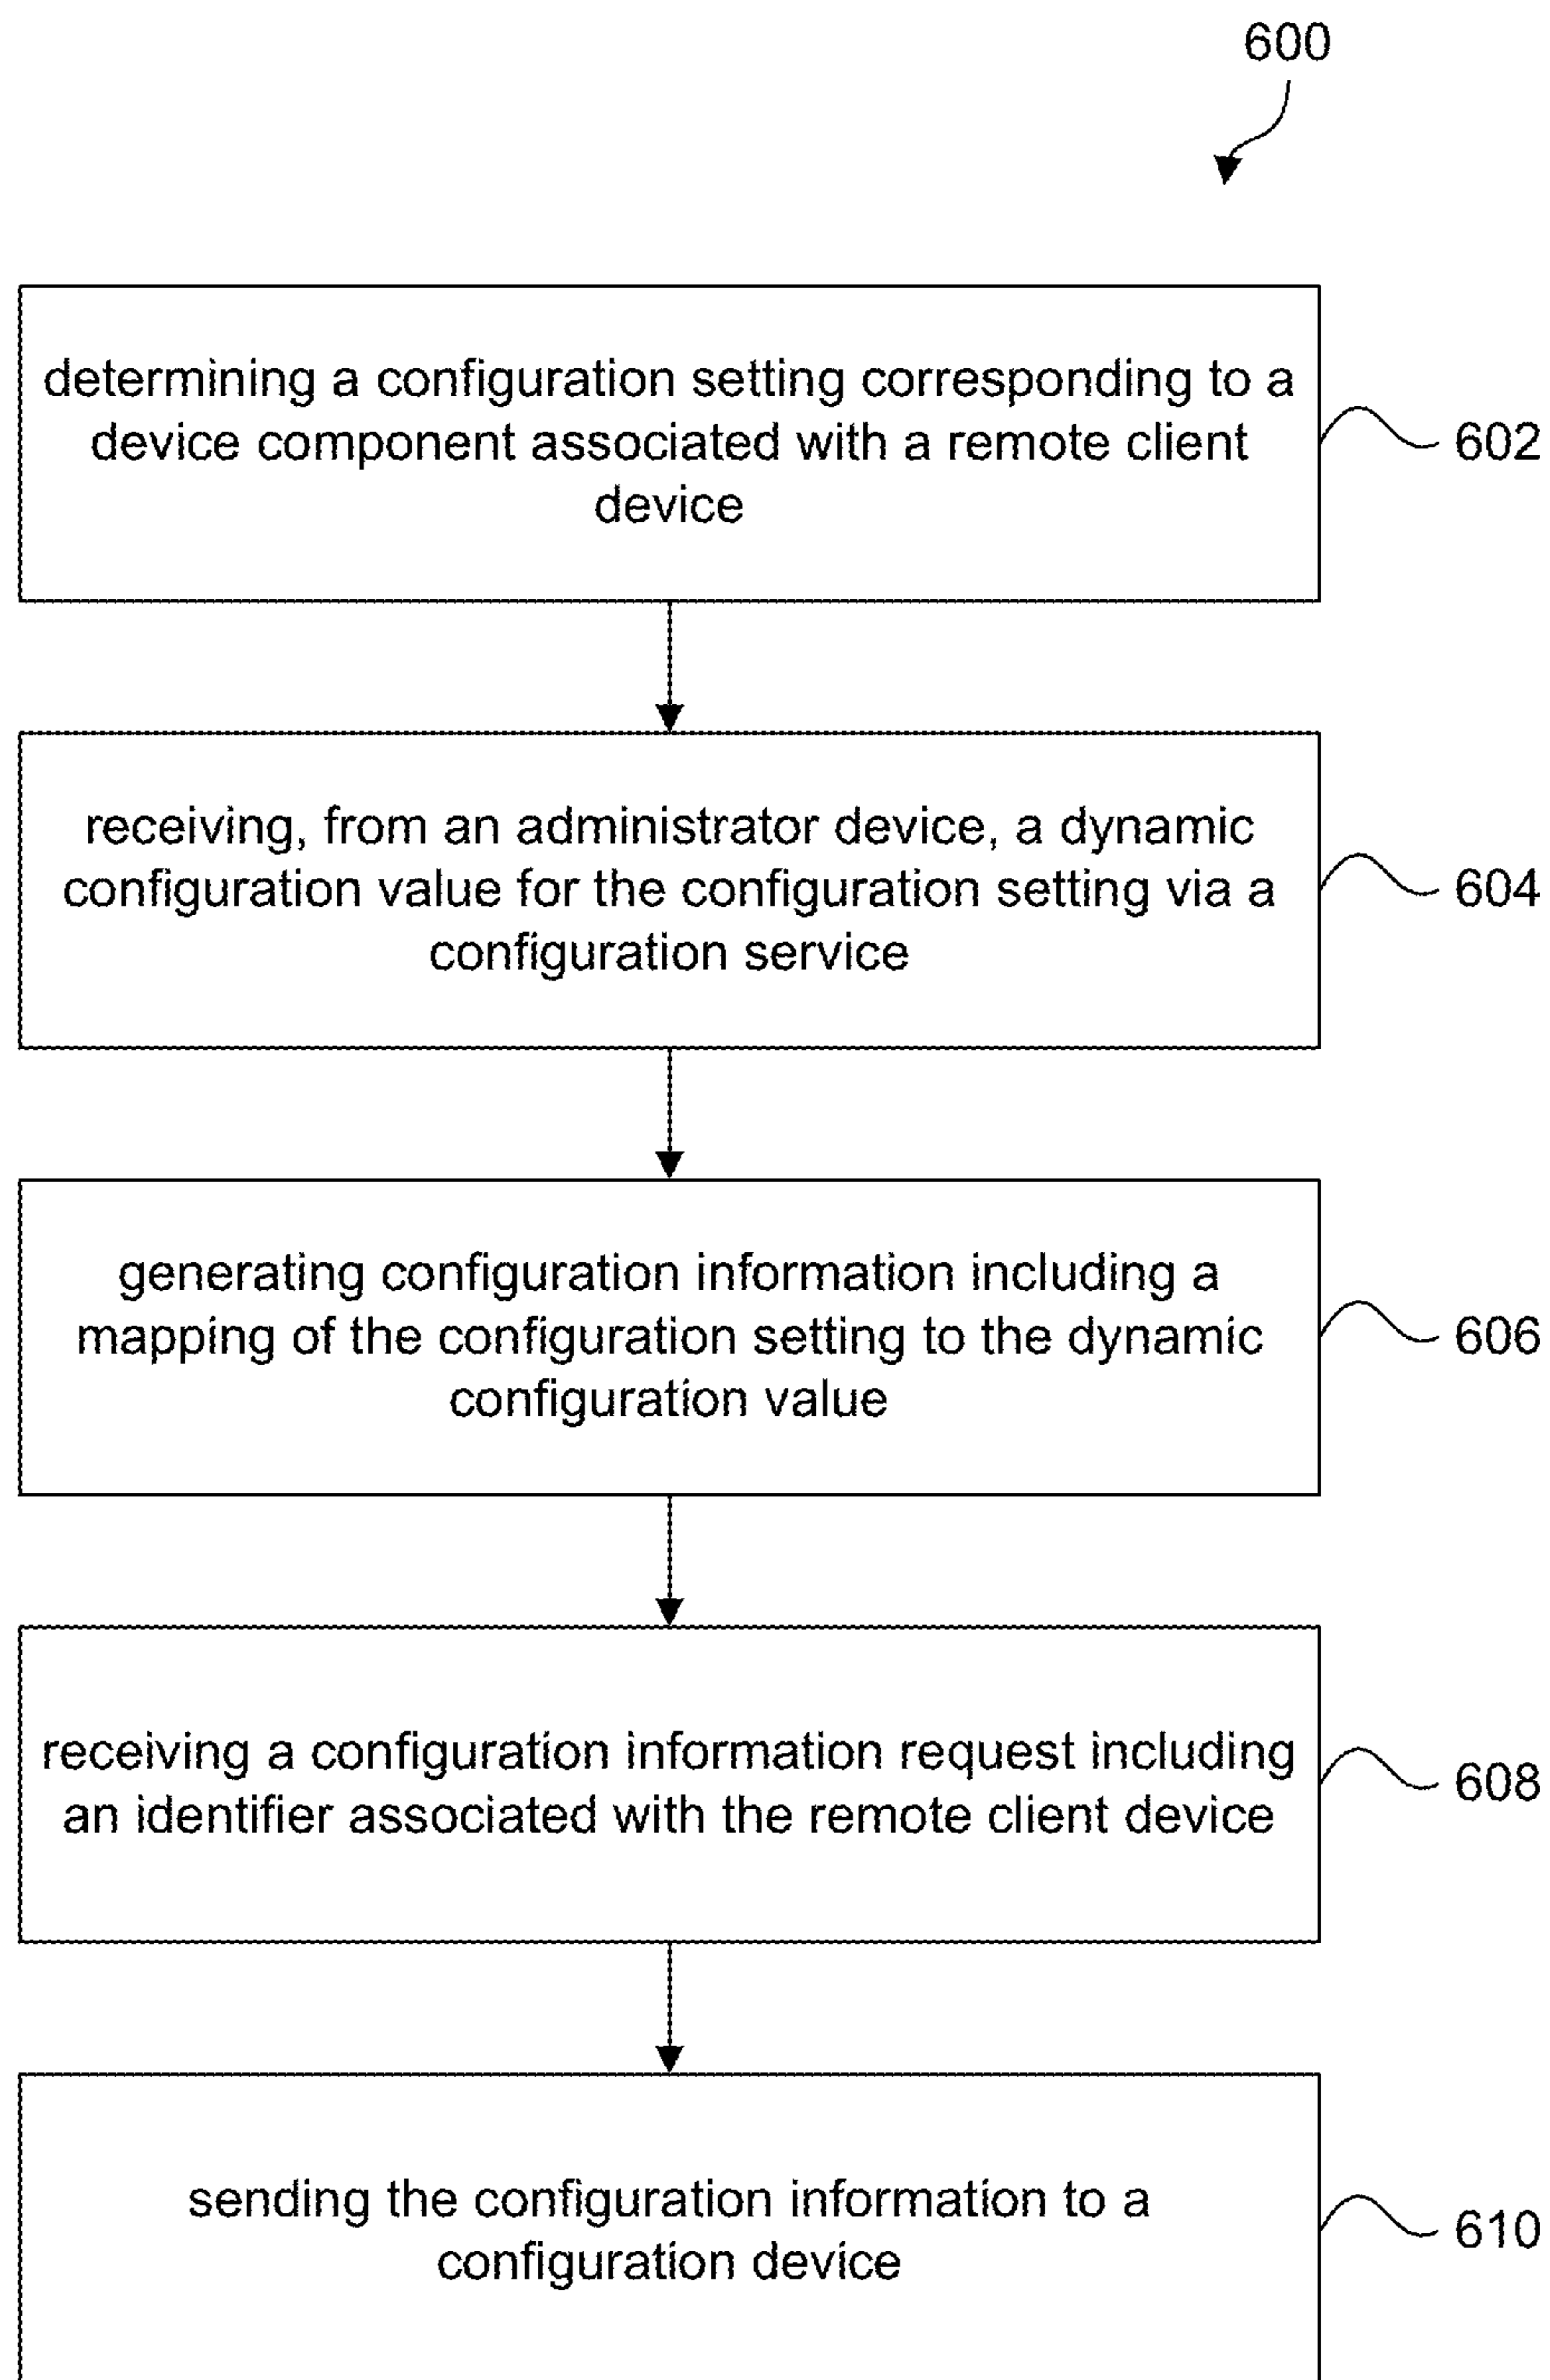 600
determining a configuration setting corresponding to a
device component associated with a remote client
device
602
receiving, from an administrator device, a dynamic
configuration value for the configuration setting via a
configuration service
604
generating configuration information including a
mapping of the configuration setting to the dynamic
configuration value
606
receiving a configuration information request including
an identifier associated with the remote client device
608
sending the configuration information to a
configuration device
610